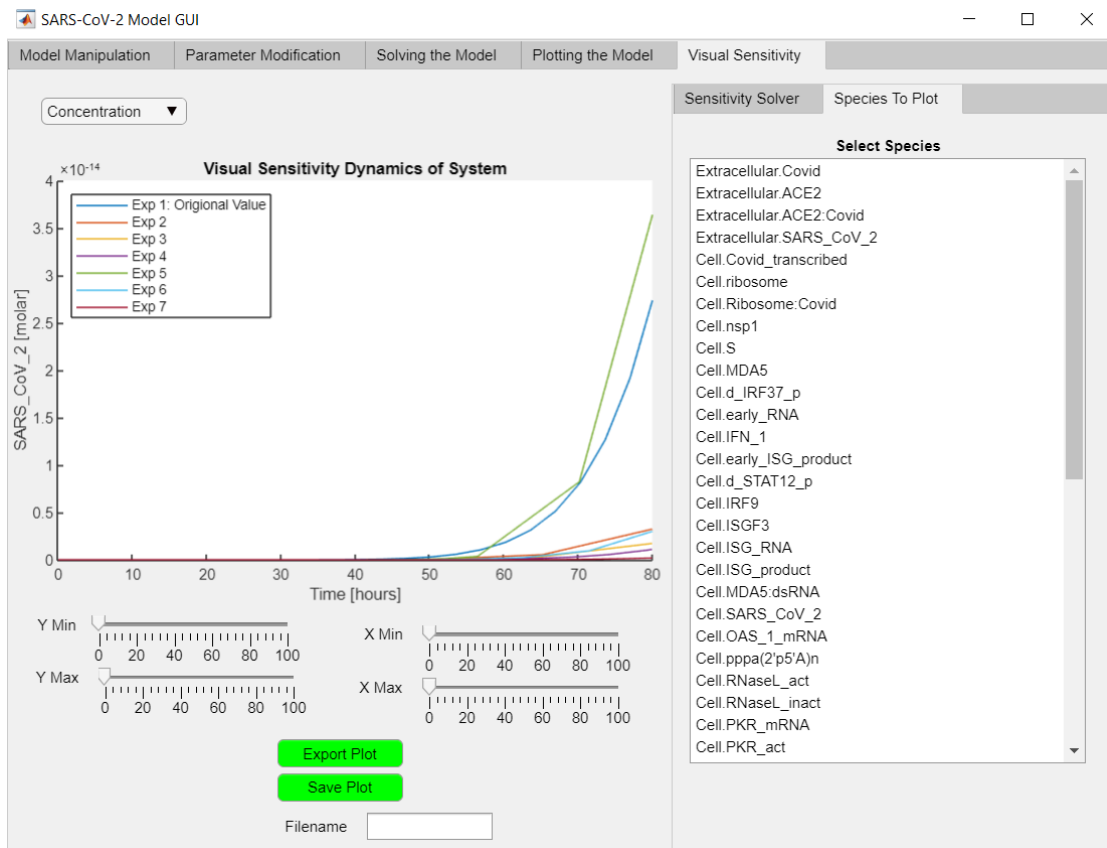 SARS-CoV-2 Model GUI
Model Manipulation Parameter Modification Solving the Model Plotting the Model Visual Sensitivity
Concentration
×10-14
Visual Sensitivity Dynamics of System
4
3.5
3
2.5
2
1.5
1
0.5
0
SARS_CoV_2 [molar]
Exp 1: Origional Value
Exp 2
Exp 3
Exp 4
Exp 5
Exp 6
Exp 7
0 10 20 30 40 50 60 70 80
Time [hours]
Y Min
0 20 40 60 80 100
Y Max
0 20 40 60 80 100
X Min
0 20 40 60 80 100
X Max
0 20 40 60 80 100
Export Plot
Save Plot
Filename
Sensitivity Solver Species To Plot
Select Species
Extracellular.Covid
Extracellular.ACE2
Extracellular.ACE2:Covid
Extracellular.SARS_CoV_2
Cell.Covid_transcribed
Cell.ribosome
Cell.Ribosome:Covid
Cell.nsp1
Cell.S
Cell.MDA5
Cell.d_IRF37_p
Cell.early_RNA
Cell.IFN_1
Cell.early_ISG_product
Cell.d_STAT12_p
Cell.IRF9
Cell.ISGF3
Cell.ISG_RNA
Cell.ISG_product
Cell.MDA5:dsRNA
Cell.SARS_CoV_2
Cell.OAS_1_mRNA
Cell.pppa(2'p5'A)n
Cell.RNaseL_act
Cell.RNaseL_inact
Cell.PKR_mRNA
Cell.PKR_act